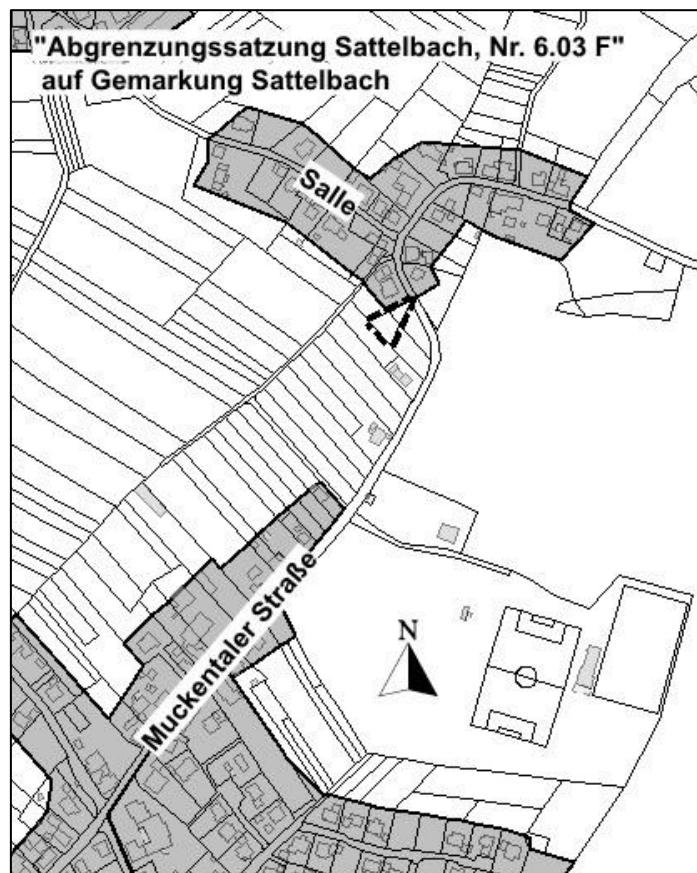 "Abgrenzungssatzung Sattelbach, Nr. 6.03 F"
auf Gemarkung Sattelbach
Salle
Muckentaler Straße
N